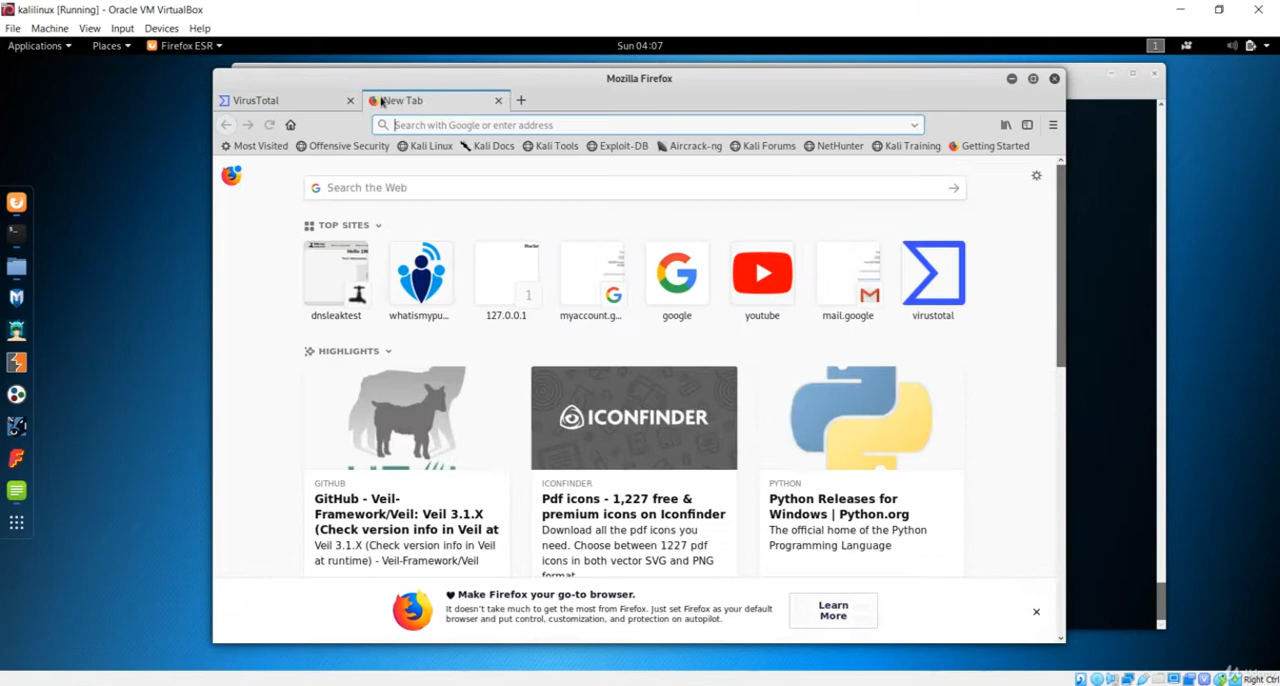 kalilinux [Running] - Oracle VM VirtualBox
File Machine View Input Devices Help
Applications Places Firefox ESR Sun 04:07 1
Mozilla Firefox
VirusTotal New Tab
Search with Google or enter address
Most Visited Offensive Security Kali Linux Kali Docs Kali Tools Exploit-DB Aircrack-ng Kali Forums NetHunter Kali Training Getting Started
Search the Web
TOP SITES
1
dnsleaktest whatismypu... 127.0.0.1 myaccount.g... google youtube mail.google virustotal
HIGHLIGHTS
ICONFINDER
GITHUB
GitHub - Veil-
Framework/Veil: Veil 3.1.X
(Check version info in Veil at
Veil 3.1.X (Check version info in Veil
at runtime) - Veil-Framework/Veil
ICONFINDER
Pdf icons - 1,227 free &
premium icons on Iconfinder
Download all the pdf icons you
need. Choose between 1227 pdf
icons in both vector SVG and PNG
format
PYTHON
Python Releases for
Windows | Python.org
The official home of the Python
Programming Language
Make Firefox your go-to browser.
It doesn't take much to get the most from Firefox. Just set Firefox as your default
browser and put control, customization, and protection on autopilot.
Learn
More
Right Ctrl